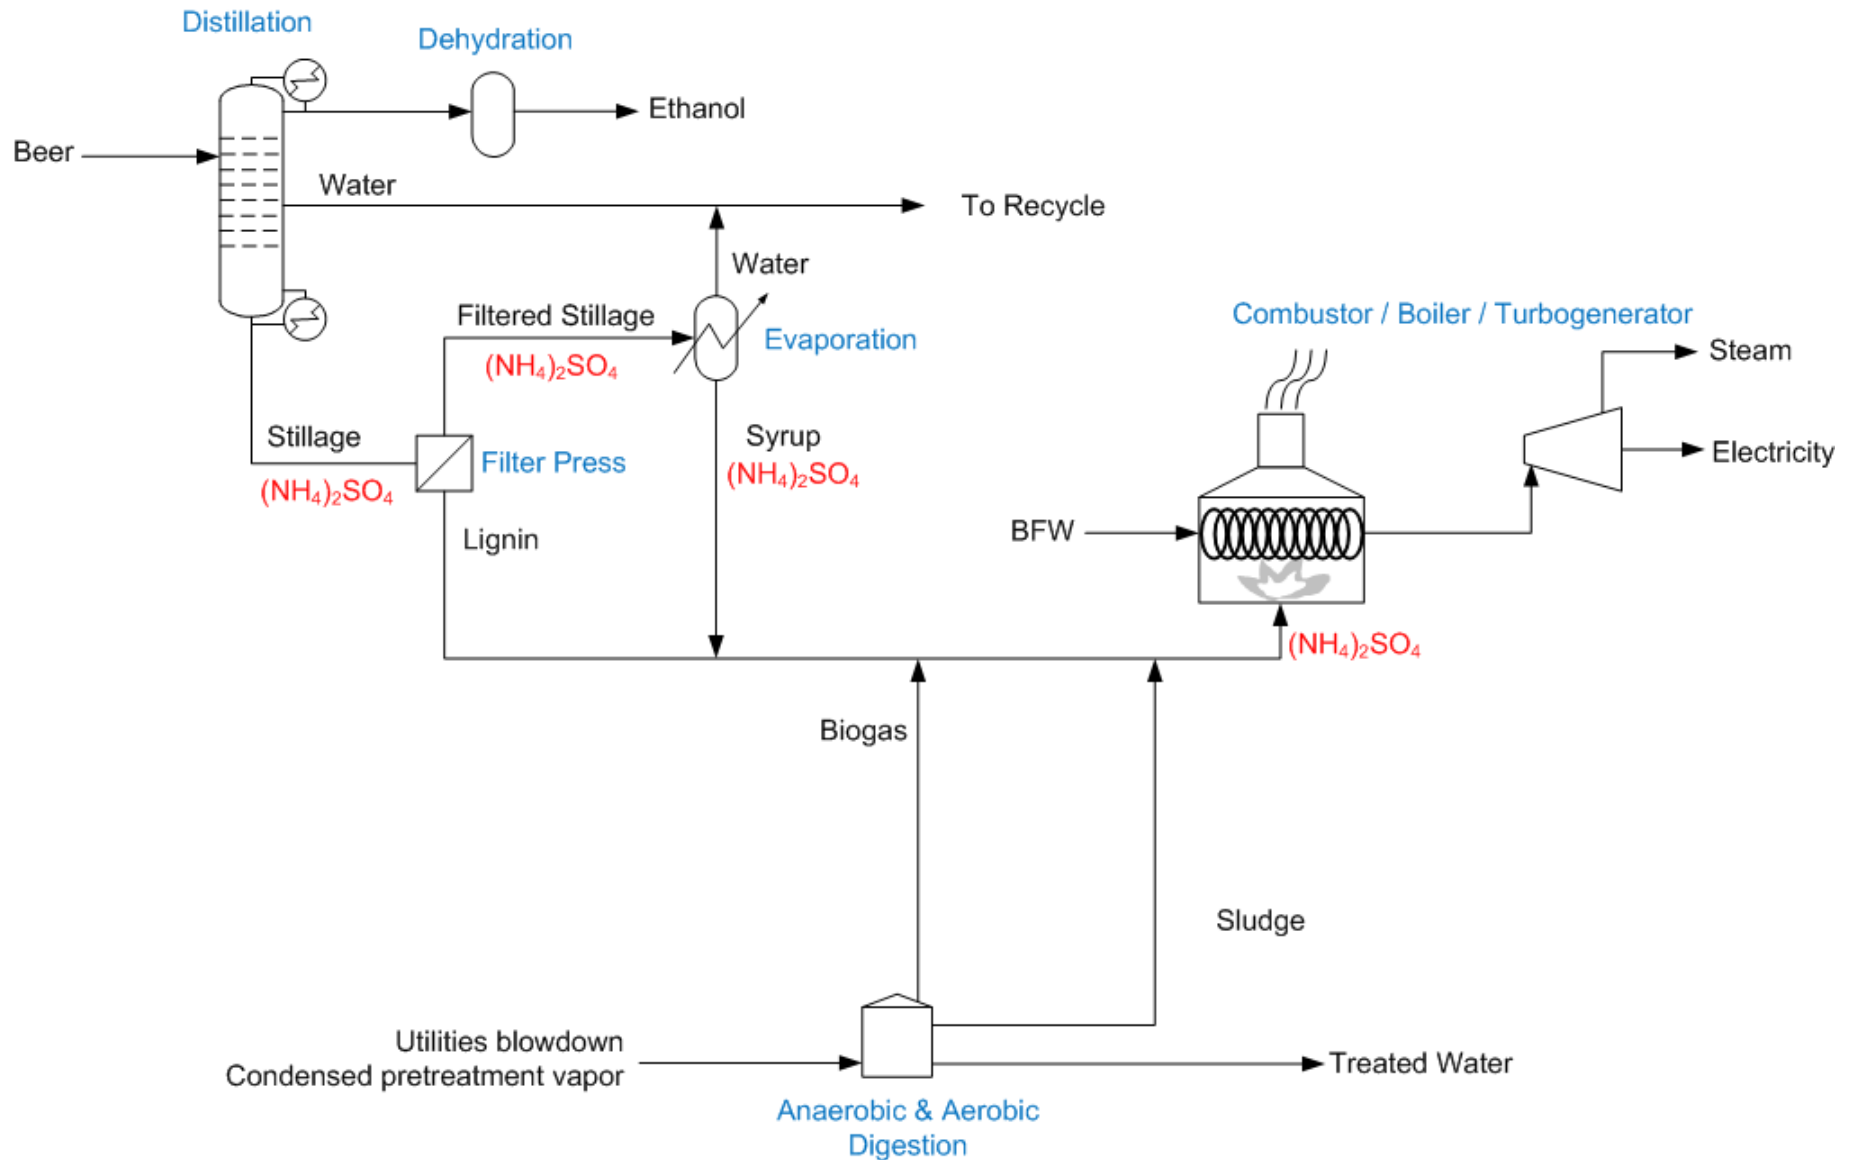 Distillation
Dehydration
Ethanol
Beer
Water
To Recycle
Water
Filtered Stillage
(NH₄)₂SO₄
Evaporation
Combustor / Boiler / Turbogenerator
Steam
Stillage
(NH₄)₂SO₄
Filter Press
Syrup
(NH₄)₂SO₄
Electricity
Lignin
BFW
(NH₄)₂SO₄
Biogas
Sludge
Utilities blowdown
Condensed pretreatment vapor
Treated Water
Anaerobic & Aerobic
Digestion